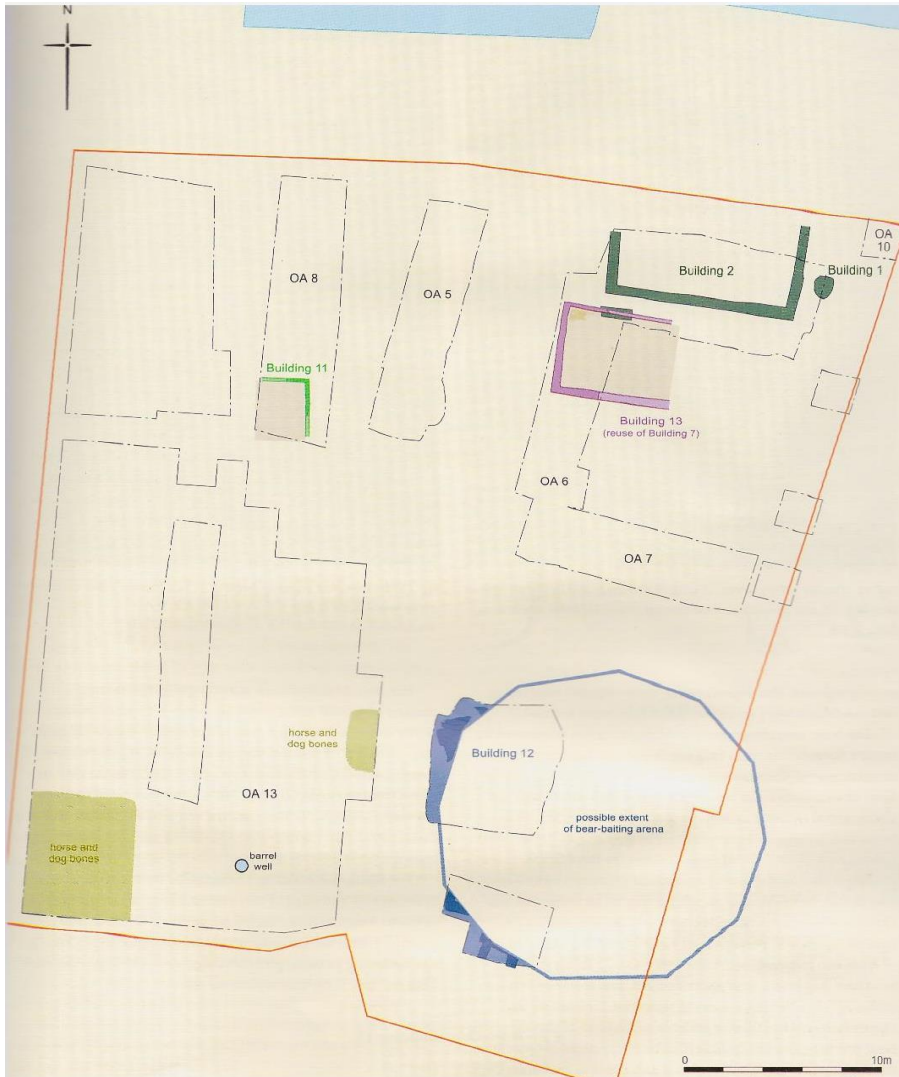 N
OA
10
Building 2
Building 1
OA 8
OA 5
Building 11
Building 13
(reuse of Building 7)
OA 6
OA 7
horse and
dog bones
Building 12
OA 13
possible extent
of bear-baiting arena
horse and
dog bones
barrel
well
0
10m